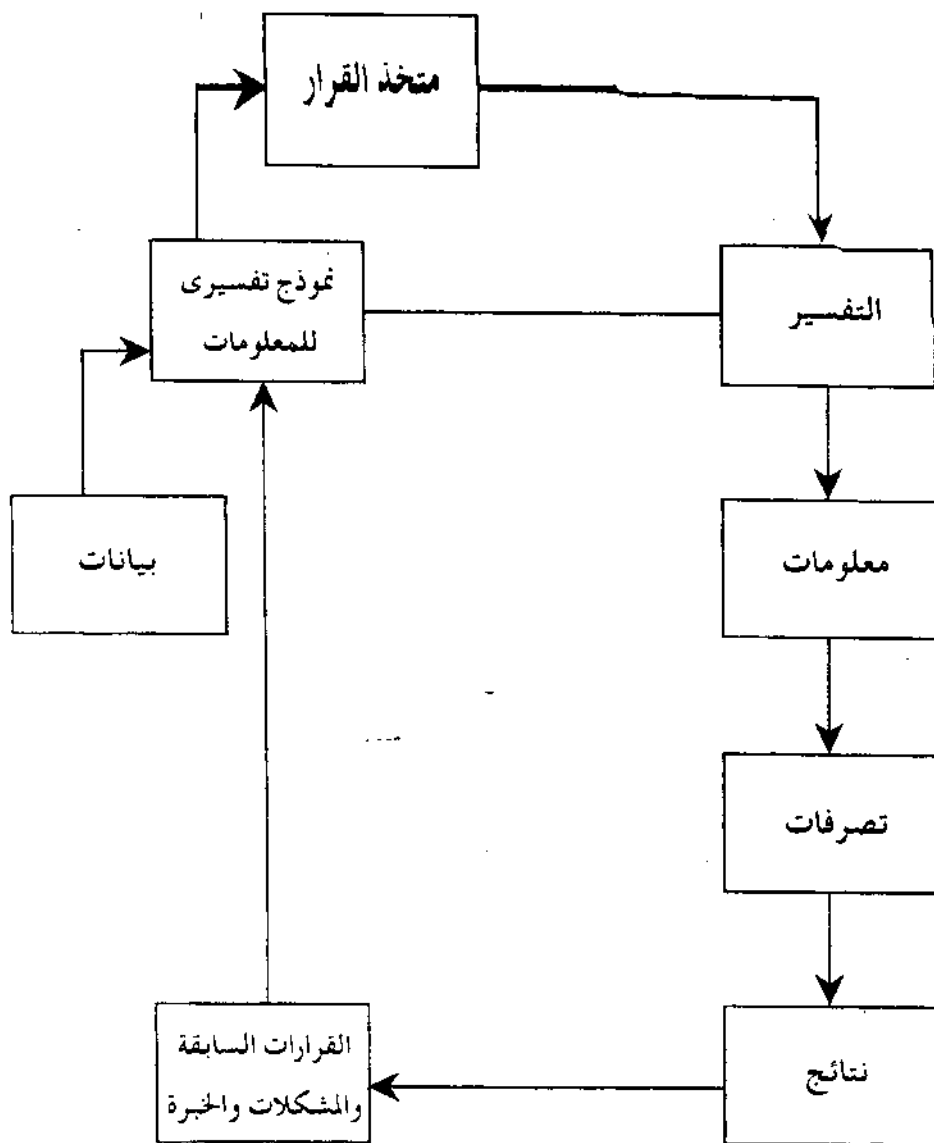 متخذ القرار
نموذج تفسيرى
للمعلومات
التفسير
بيانات
معلومات
تصرفات
القرارات السابقة
والمشكلات والخبرة
نتائج